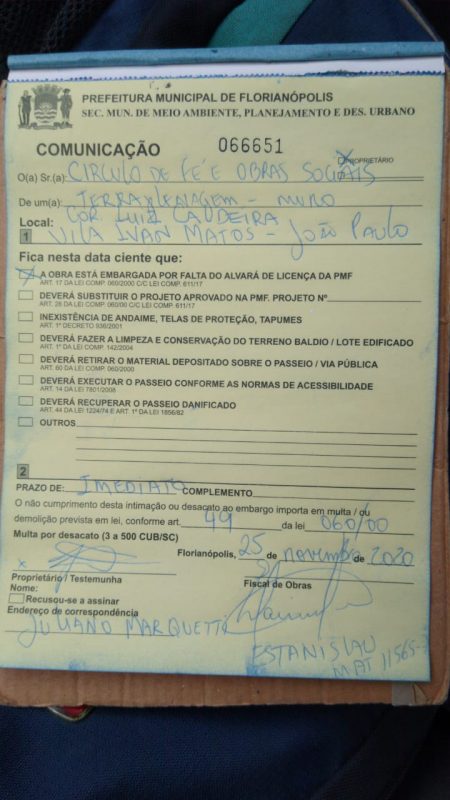 PREFEITURA MUNICIPAL DE FLORIANÓPOLIS
SEC. MUN. DE MEIO AMBIENTE, PLANEJAMENTO E DES. URBANO
COMUNICAÇÃO 066651
O(a) Sr.(a): CIRCULO DE FÉ E OBRAS SOCIAIS PROPRIETÁRIO
De um(a): TERRAPLENAGEM - MURO
COR. LUIZ CALDEIRA
Local:
1 VILA IVAN MATOS - JOÃO PAULO
Fica nesta data ciente que:
X A OBRA ESTÁ EMBARGADA POR FALTA DO ALVARÁ DE LICENÇA DA PMF
ART. 17 DA LEI COMP. 060/2000 C/C LEI COMP. 611/17
DEVERÁ SUBSTITUIR O PROJETO APROVADO NA PMF. PROJETO Nº
ART. 28 DA LEI COMP. 060/00 C/C LEI COMP. 611/17
INEXISTÊNCIA DE ANDAIME, TELAS DE PROTEÇÃO, TAPUMES
ART. 1º DECRETO 936/2001
DEVERÁ FAZER A LIMPEZA E CONSERVAÇÃO DO TERRENO BALDIO / LOTE EDIFICADO
ART. 1º DA LEI COMP. 142/2004
DEVERÁ RETIRAR O MATERIAL DEPOSITADO SOBRE O PASSEIO / VIA PÚBLICA
ART. 60 DA LEI COMP. 060/2000
DEVERÁ EXECUTAR O PASSEIO CONFORME AS NORMAS DE ACESSIBILIDADE
ART. 14 DA LEI 7801/2008
DEVERÁ RECUPERAR O PASSEIO DANIFICADO
ART. 44 DA LEI 1224/74 E ART. 1º DA LEI 1856/82
OUTROS
2
PRAZO DE: IMEDIATO COMPLEMENTO
O não cumprimento desta intimação ou desacato ao embargo importa em multa / ou
demolição prevista em lei, conforme art. 49 da lei 060/00
Multa por desacato (3 a 500 CUB/SC)
Florianópolis, 25 de novembro de 2020
x
Proprietário / Testemunha Fiscal de Obras
Nome:
Recusou-se a assinar
Endereço de correspondência
JULIANO MARQUETTI
ESTANISLAU
MAT 11565-